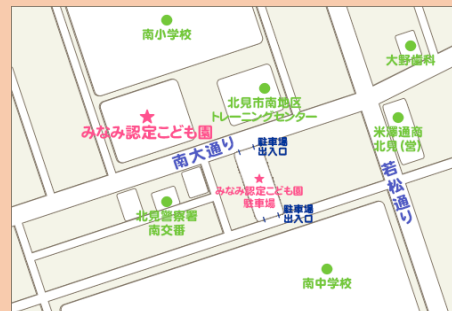 南小学校
大野歯科
北見市南地区
トレーニングセンター
みなみ認定こども園
米澤通商
北見(営)
南大通り
駐車場
出入口
みなみ認定こども園
駐車場
若松通り
北見警察署
南交番
駐車場
出入口
南中学校